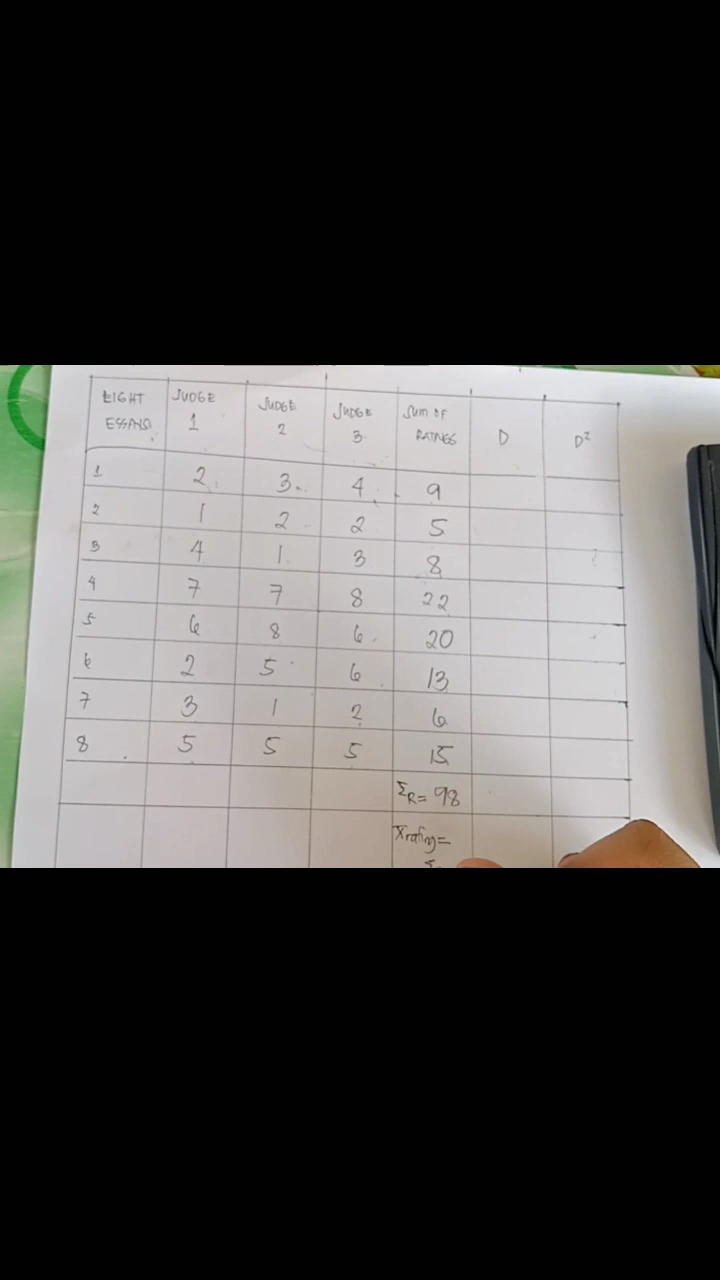 EIGHT ESSAYS JUDGE 1 JUDGE 2 JUDGE 3 SUM OF RATINGS D D²
1 2 3 4 9
2 1 2 2 5
3 4 1 3 8
4 7 7 8 22
5 6 8 6 20
6 2 5 6 13
7 3 1 2 6
8 5 5 5 15
ΣR= 98
X̄rating=